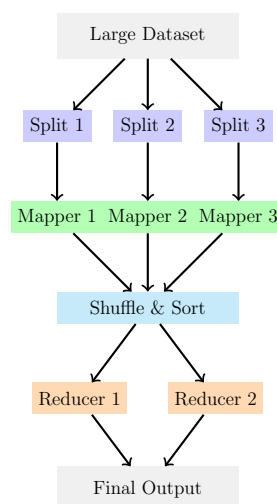 Large Dataset
Split 1 Split 2 Split 3
Mapper 1 Mapper 2 Mapper 3
Shuffle & Sort
Reducer 1 Reducer 2
Final Output